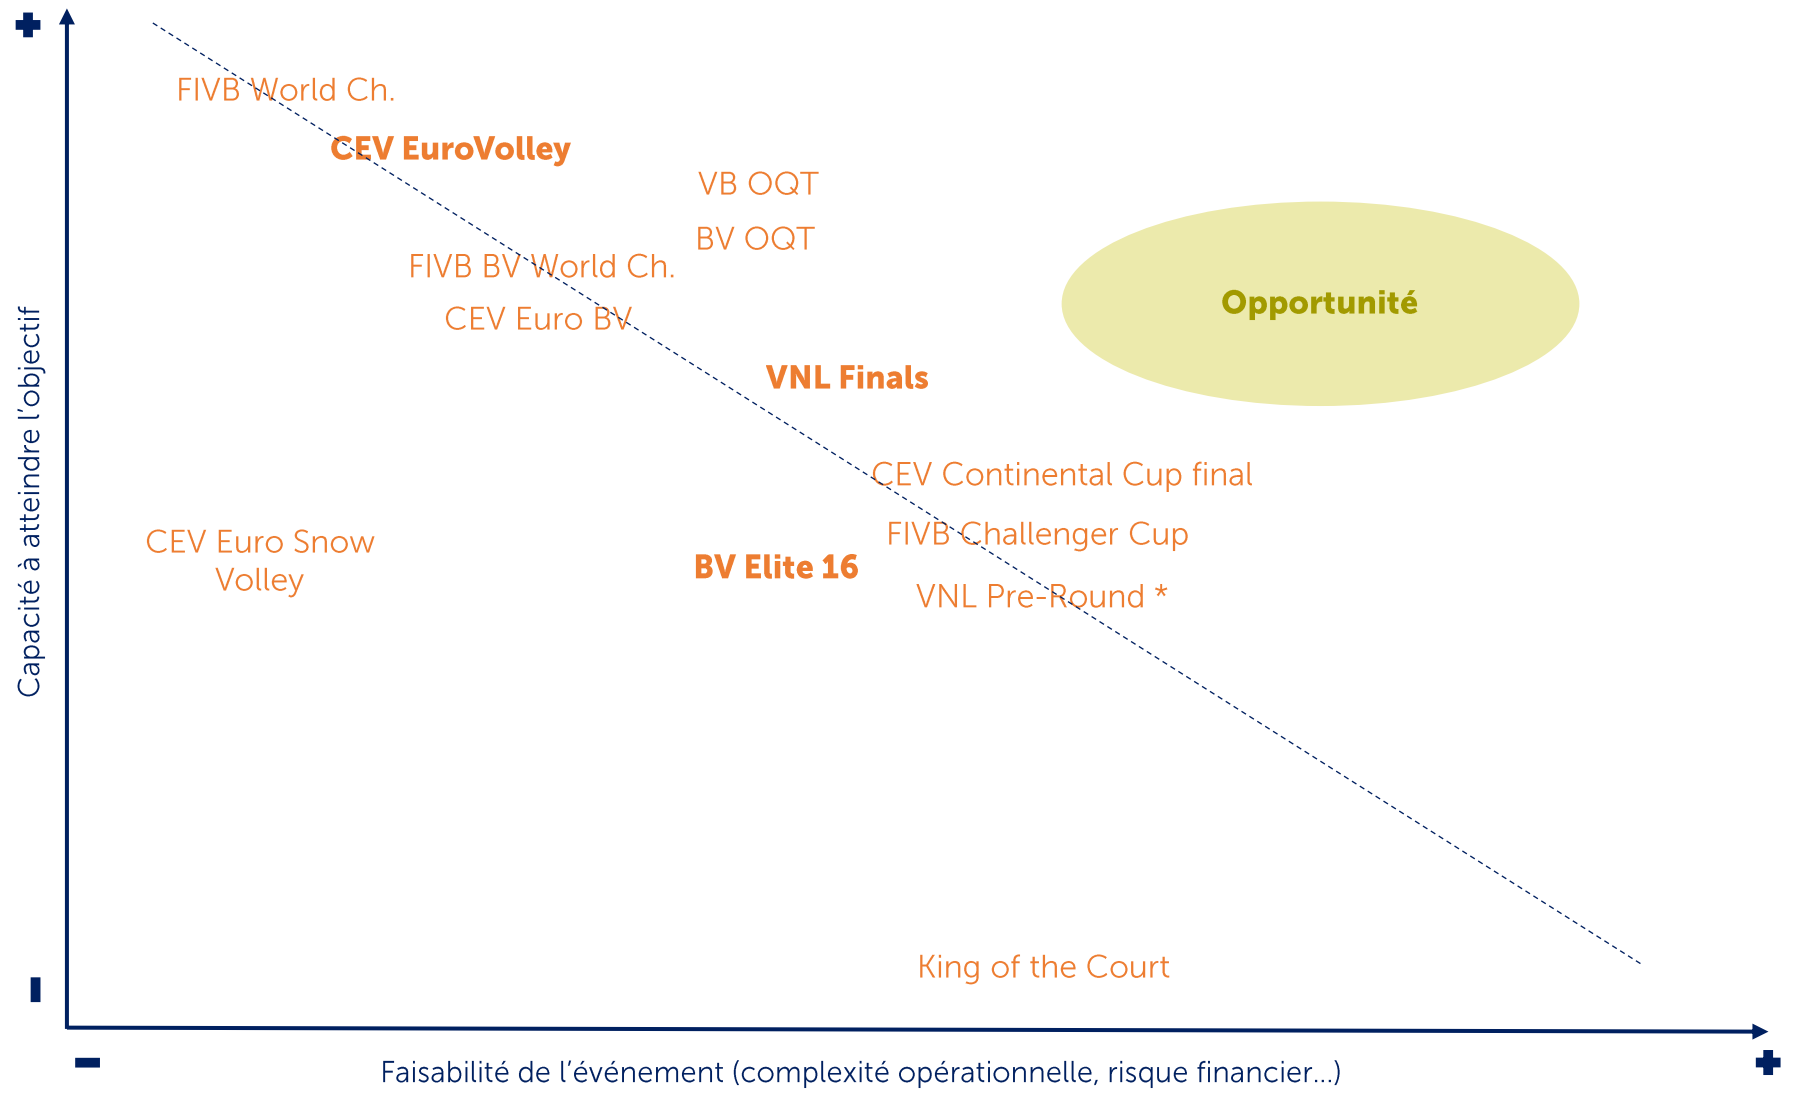 FIVB World Ch.
CEV EuroVolley
VB OQT
BV OQT
FIVB BV World Ch.
CEV Euro BV
Opportunité
VNL Finals
CEV Continental Cup final
FIVB Challenger Cup
CEV Euro Snow
Volley
BV Elite 16
VNL Pre-Round *
King of the Court
Capacité à atteindre l’objectif
Faisabilité de l’événement (complexité opérationnelle, risque financier…)